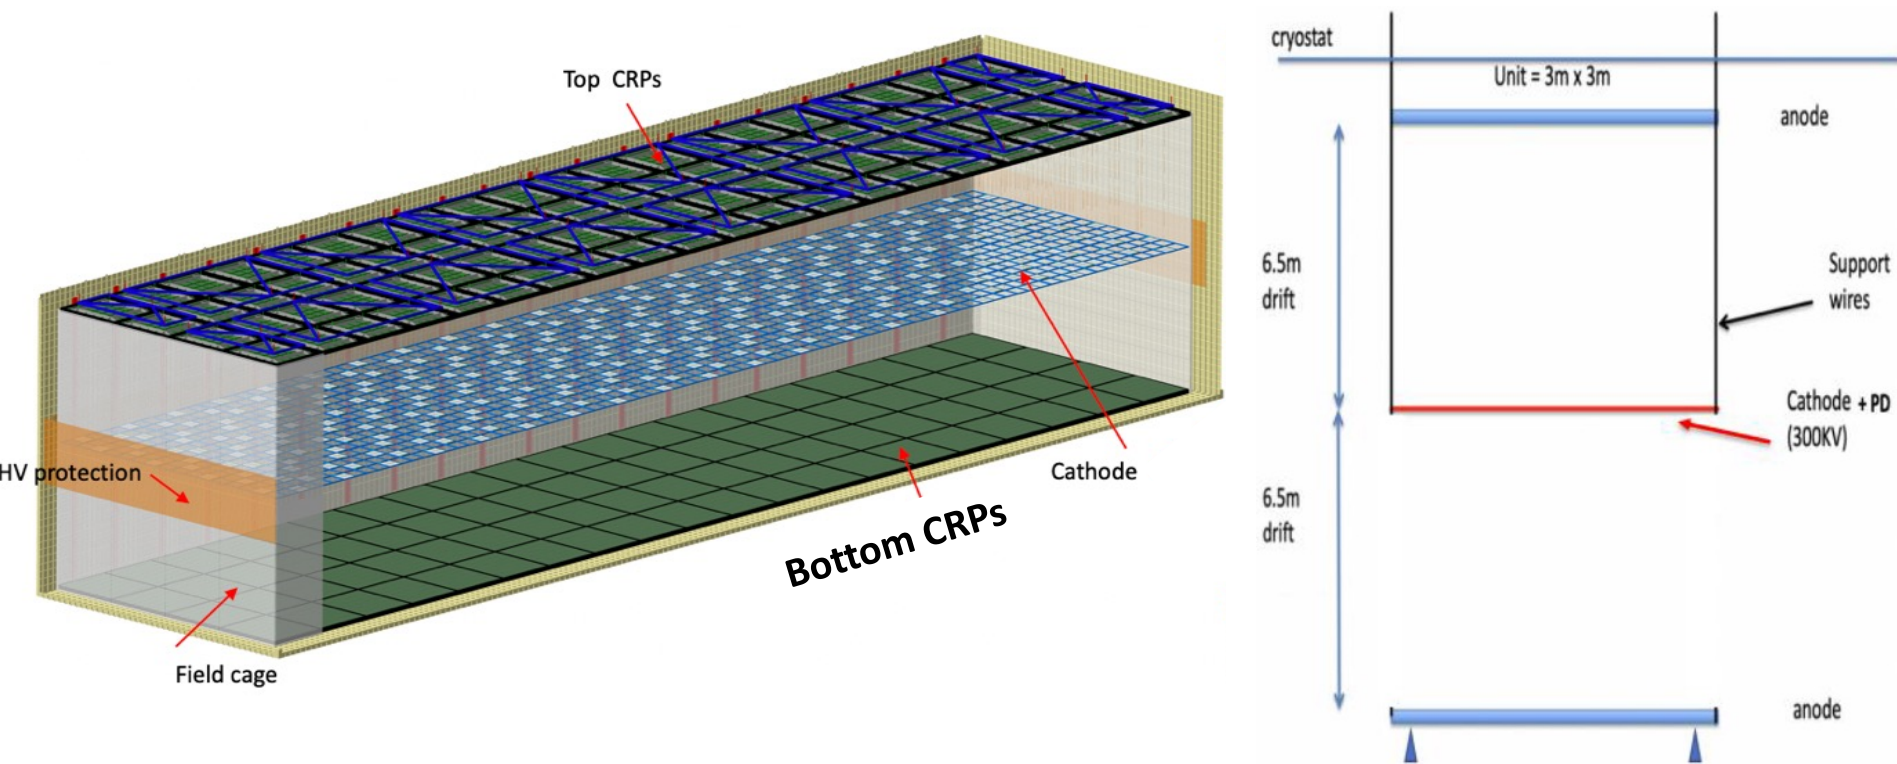 Top CRPs
HV protection
Field cage
Bottom CRPs
Cathode
cryostat
Unit = 3m x 3m
anode
6.5m
drift
Support
wires
Cathode + PD
(300KV)
6.5m
drift
anode